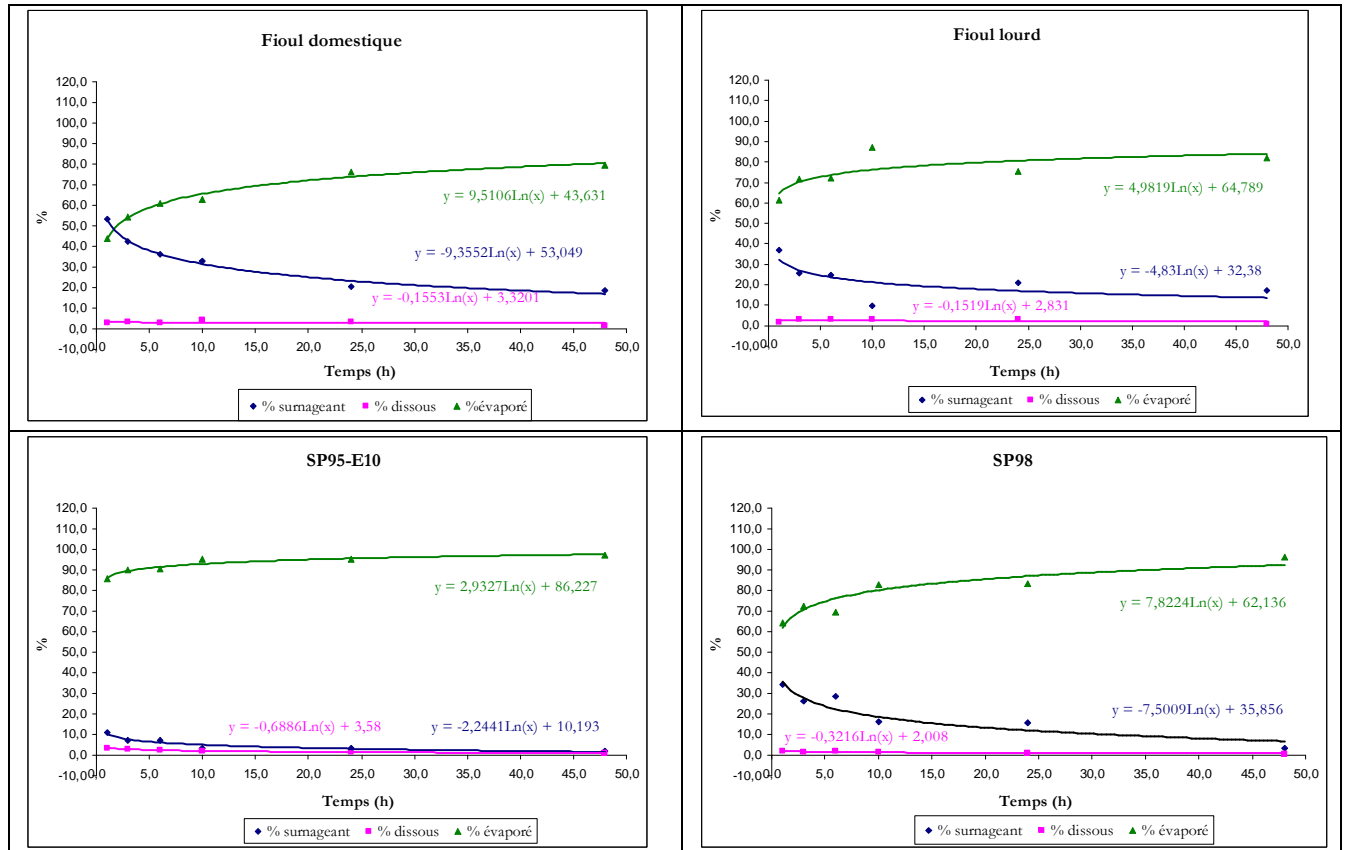 Fioul domestique
120,0
110,0
100,0
90,0
80,0
70,0
60,0
50,0
40,0
30,0
20,0
10,0
0,0
-10,0
%
y = 9,5106Ln(x) + 43,631
y = -9,3552Ln(x) + 53,049
y = -0,1553Ln(x) + 3,3201
0,0 5,0 10,0 15,0 20,0 25,0 30,0 35,0 40,0 45,0 50,0
Temps (h)
% surnageant % dissous %évaporé
Fioul lourd
120,0
110,0
100,0
90,0
80,0
70,0
60,0
50,0
40,0
30,0
20,0
10,0
0,0
-10,0
%
y = 4,9819Ln(x) + 64,789
y = -4,83Ln(x) + 32,38
y = -0,1519Ln(x) + 2,831
0,0 5,0 10,0 15,0 20,0 25,0 30,0 35,0 40,0 45,0 50,0
Temps (h)
% surnageant % dissous % évaporé
SP95-E10
120,0
110,0
100,0
90,0
80,0
70,0
60,0
50,0
40,0
30,0
20,0
10,0
0,0
-10,0
%
y = 2,9327Ln(x) + 86,227
y = -0,6886Ln(x) + 3,58
y = -2,2441Ln(x) + 10,193
0,0 5,0 10,0 15,0 20,0 25,0 30,0 35,0 40,0 45,0 50,0
Temps (h)
% surnageant % dissous % évaporé
SP98
120,0
110,0
100,0
90,0
80,0
70,0
60,0
50,0
40,0
30,0
20,0
10,0
0,0
-10,0
%
y = 7,8224Ln(x) + 62,136
y = -7,5009Ln(x) + 35,856
y = -0,3216Ln(x) + 2,008
0,0 5,0 10,0 15,0 20,0 25,0 30,0 35,0 40,0 45,0 50,0
Temps (h)
% surnageant % dissous % évaporé